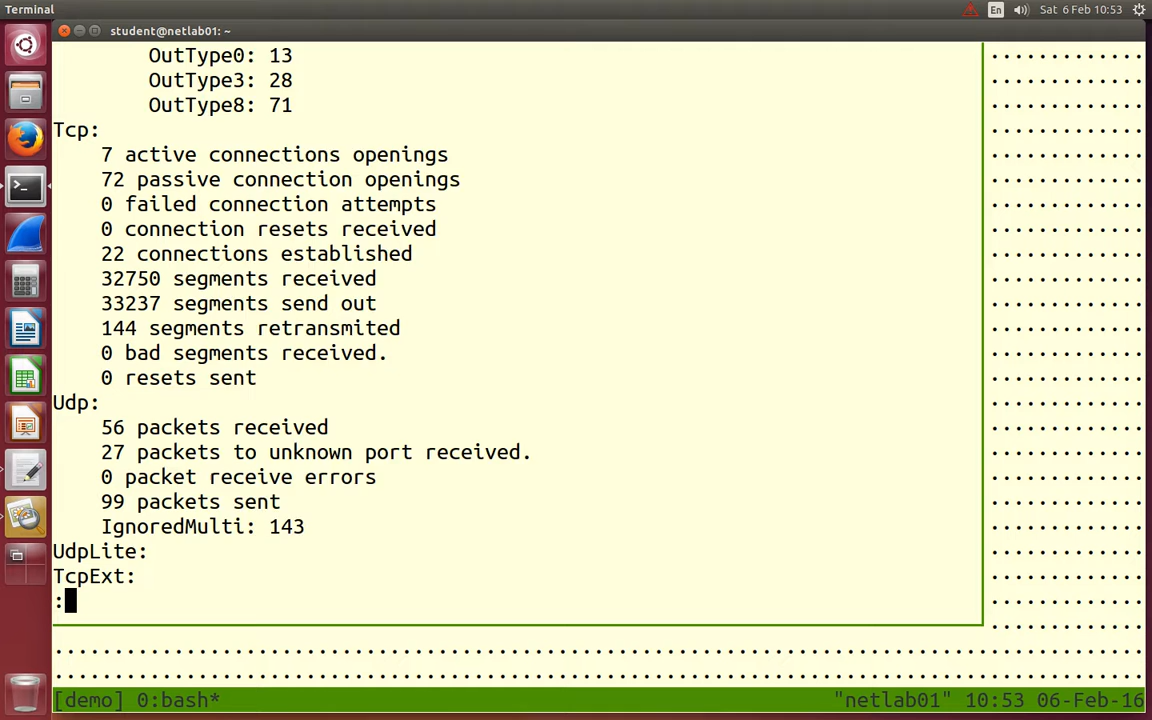 Terminal
En
Sat 6 Feb 10:53
student@netlab01: ~
OutType0: 13
OutType3: 28
OutType8: 71
Tcp:
7 active connections openings
72 passive connection openings
0 failed connection attempts
0 connection resets received
22 connections established
32750 segments received
33237 segments send out
144 segments retransmited
0 bad segments received.
0 resets sent
Udp:
56 packets received
27 packets to unknown port received.
0 packet receive errors
99 packets sent
IgnoredMulti: 143
UdpLite:
TcpExt:
:
[demo] 0:bash*
"netlab01" 10:53 06-Feb-16